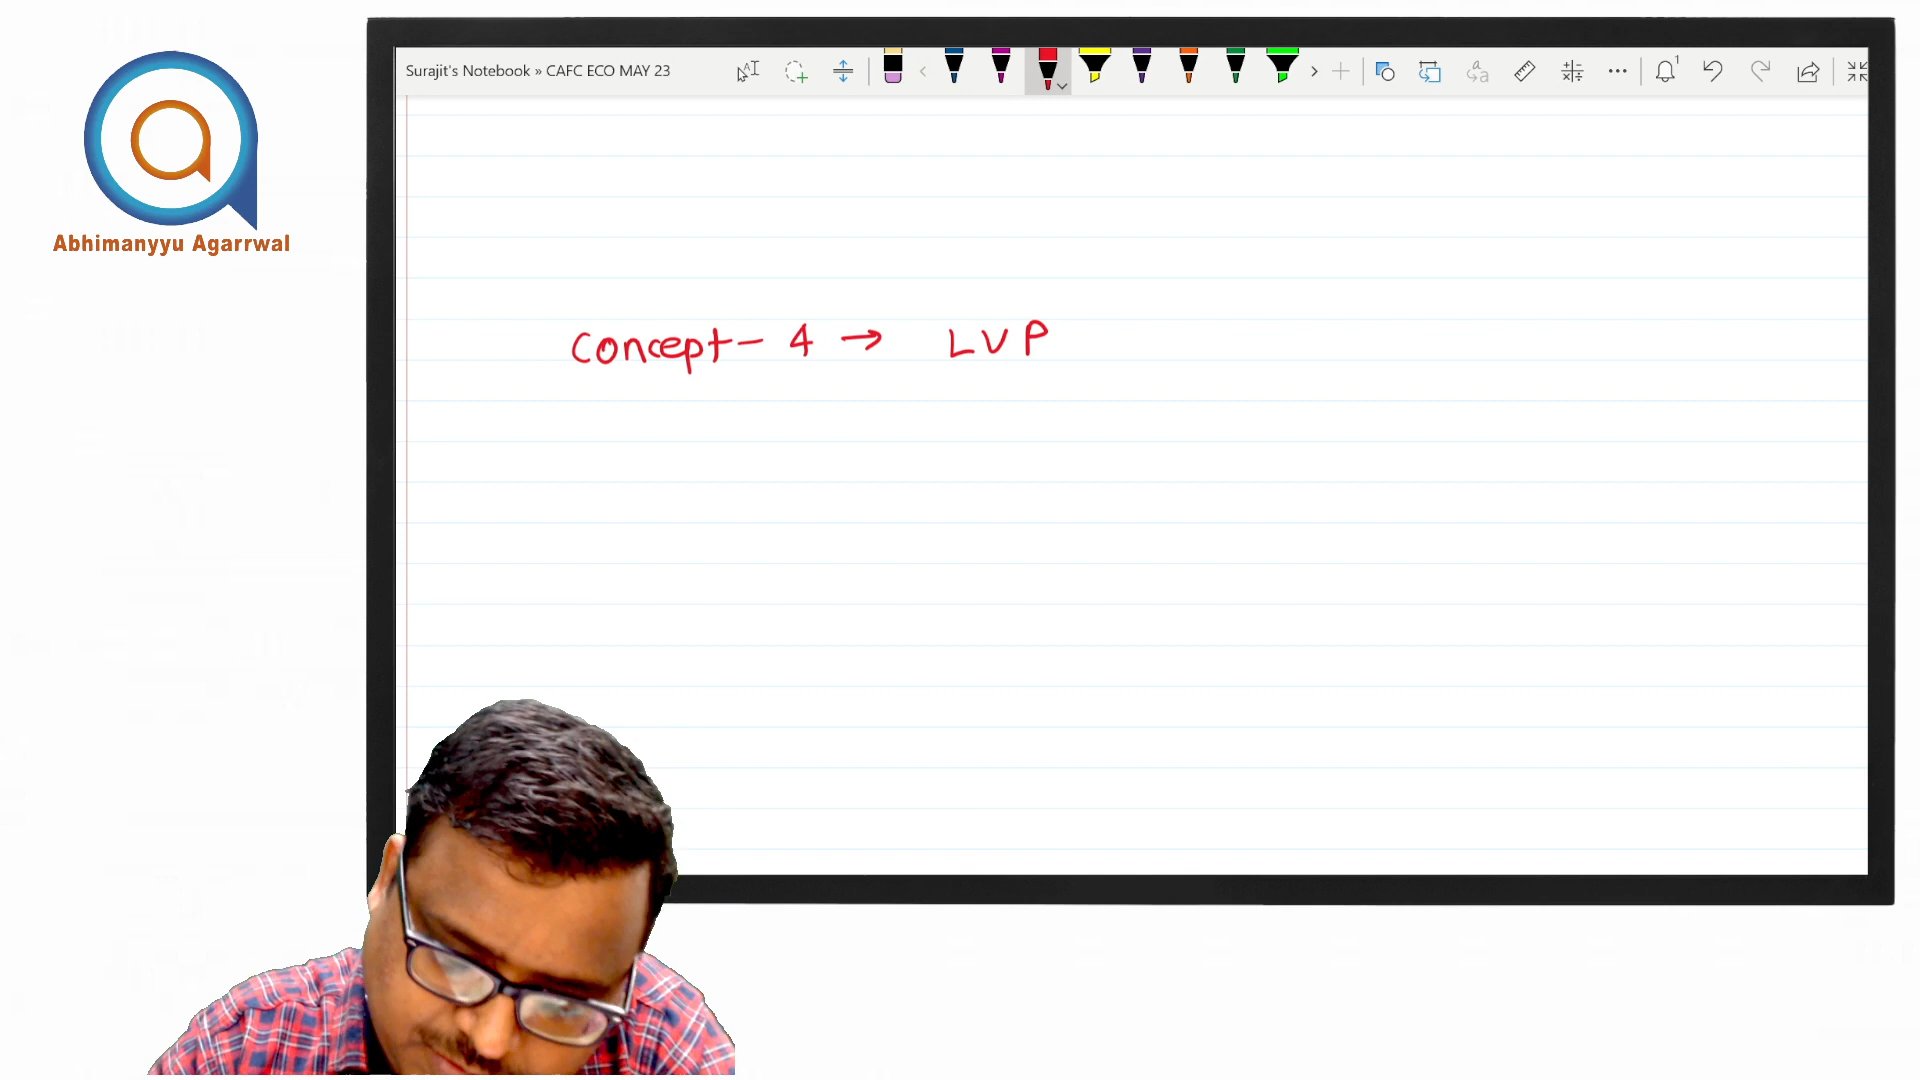 Surajit's Notebook » CAFC ECO MAY 23
Abhimanyyu Agarrwal
Concept- 4 → LVP